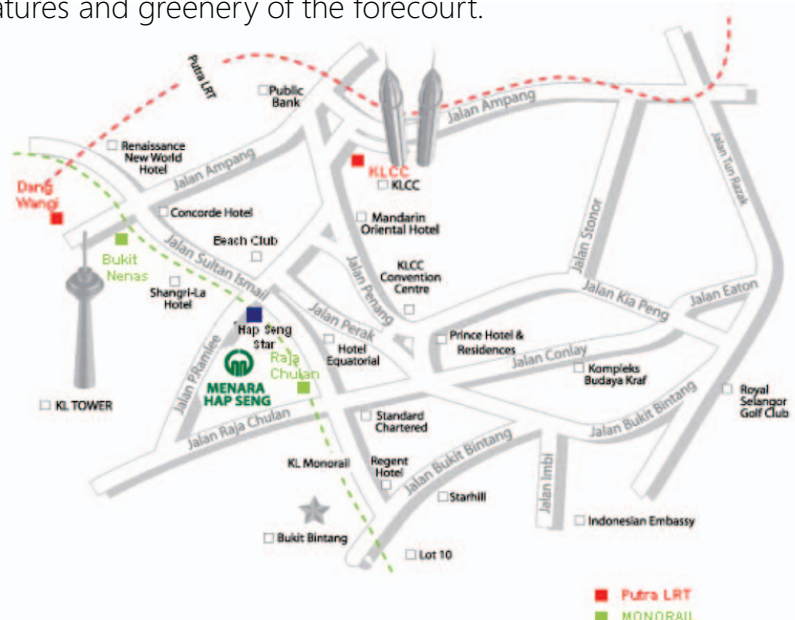 atures and greenery of the forecourt.
Putra LRT
Public
Bank
Jalan Ampang
Renaissance
New World
Hotel
Jalan Ampang
KLCC
KLCC
Jalan Tun Razak
Dang
Wangi
Concorde Hotel
Mandarin
Oriental Hotel
Jalan Stonor
Bukit
Nenas
Jalan Sultan Ismail
Beach Club
KLCC
Convention
Centre
Shangri-La
Hotel
Jalan Penang
Jalan Kia Peng
Jalan Eaton
Hap Seng
Star
Jalan Perak
Prince Hotel &
Residences
Hotel
Equatorial
Jalan Conlay
Jalan P.Ramlee
Raja
Chulan
MENARA
HAP SENG
Kompleks
Budaya Kraf
KL TOWER
Royal
Selangor
Golf Club
Jalan Raja Chulan
Standard
Chartered
Jalan Bukit Bintang
KL Monorail
Regent
Hotel
Jalan Bukit Bintang
Jalan Imbi
Starhill
Bukit Bintang
Indonesian Embassy
Lot 10
Putra LRT
MONORAIL